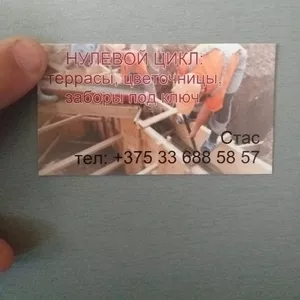 НУЛЕВОЙ ЦИКЛ:
террасы, цветочницы,
заборы под ключ
Стас
тел: +375 33 688 58 57